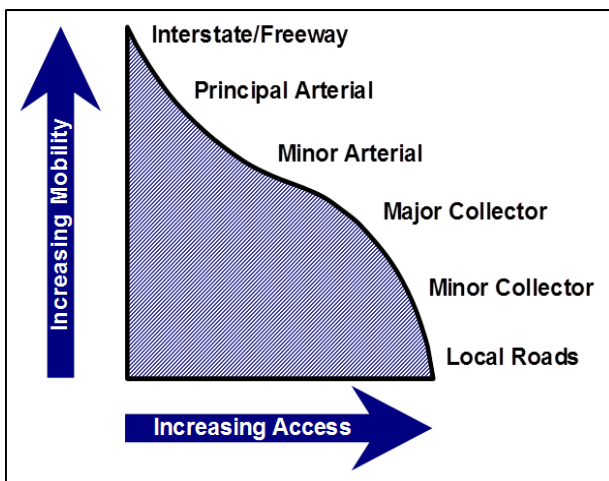 Interstate/Freeway
Principal Arterial
Minor Arterial
Major Collector
Minor Collector
Local Roads
Increasing Mobility
Increasing Access